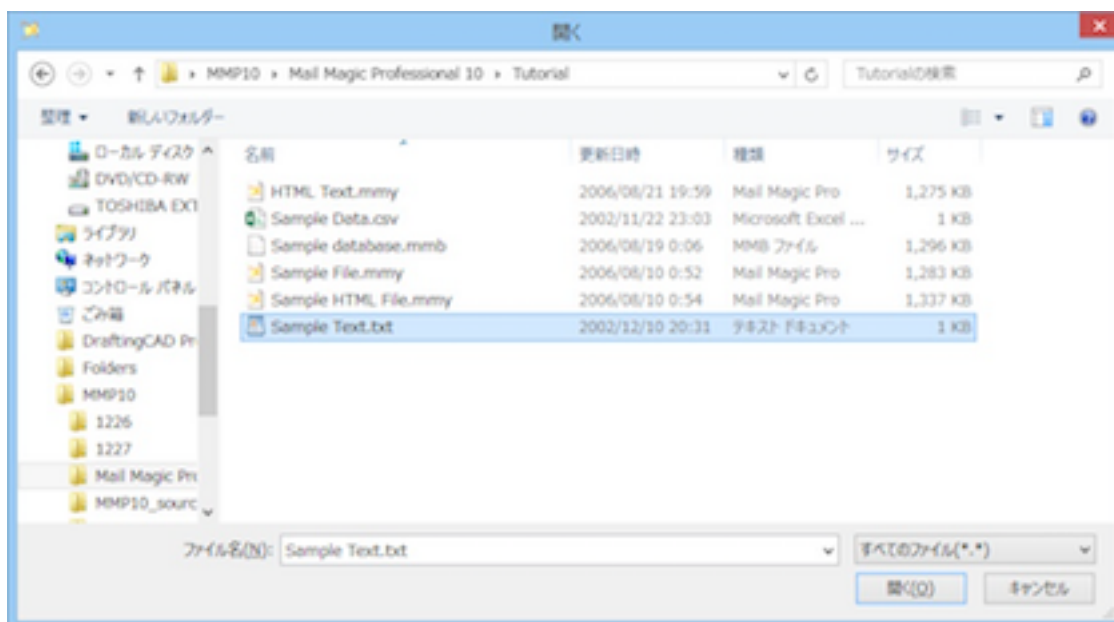 開く
MMP10 ▸ Mail Magic Professional 10 ▸ Tutorial
Tutorialの検索
整理 新しいフォルダー
ローカル ディスク
DVD/CD-RW
TOSHIBA EXT
ライブラリ
ネットワーク
コントロール パネル
ごみ箱
DraftingCAD Pr
Folders
MMP10
1226
1227
Mail Magic Pro
MMP10_sourc
名前 更新日時 種類 サイズ
HTML Text.mmy 2006/08/21 19:59 Mail Magic Pro 1,275 KB
Sample Data.csv 2002/11/22 23:03 Microsoft Excel ... 1 KB
Sample database.mmb 2006/08/19 0:06 MMB ファイル 1,296 KB
Sample File.mmy 2006/08/10 0:52 Mail Magic Pro 1,283 KB
Sample HTML File.mmy 2006/08/10 0:54 Mail Magic Pro 1,337 KB
Sample Text.txt 2002/12/10 20:31 テキスト ドキュメント 1 KB
ファイル名(N): Sample Text.txt
すべてのファイル(*.*)
開く(O) キャンセル